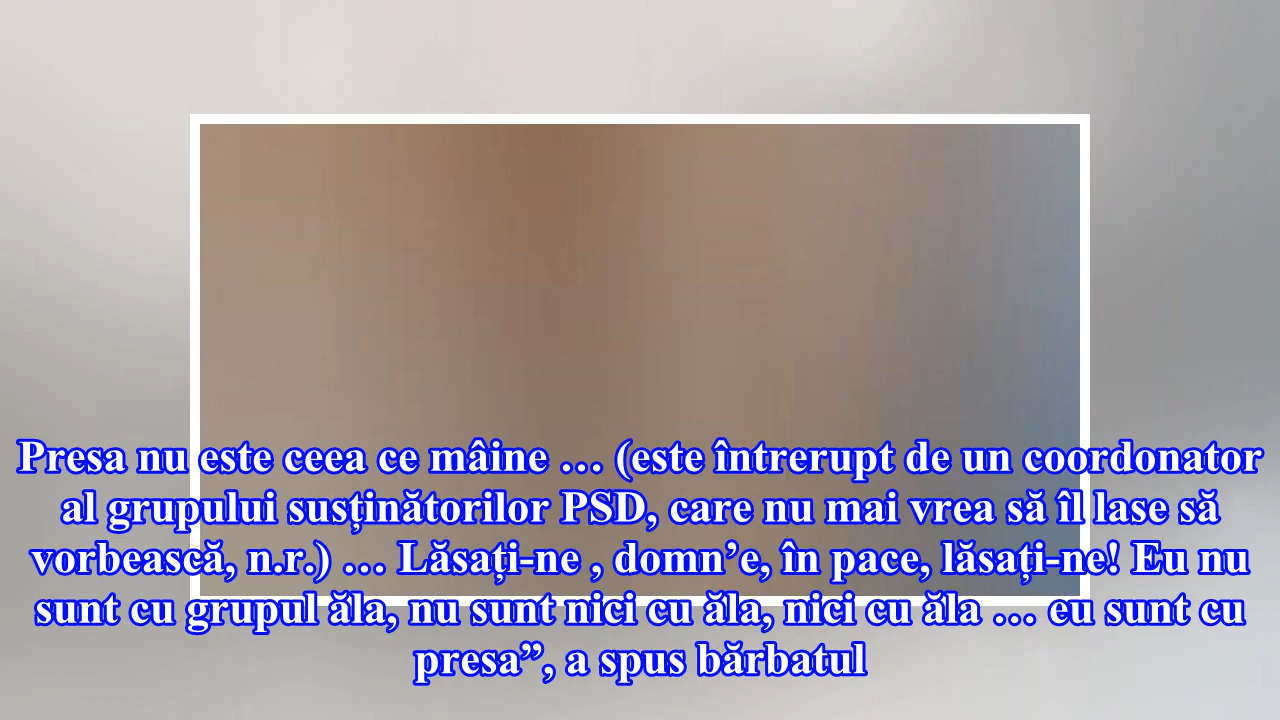 Presa nu este ceea ce mâine … (este întrerupt de un coordonator
al grupului susținătorilor PSD, care nu mai vrea să îl lase să
vorbească, n.r.) … Lăsați-ne , domn’e, în pace, lăsați-ne! Eu nu
sunt cu grupul ăla, nu sunt nici cu ăla, nici cu ăla … eu sunt cu
presa”, a spus bărbatul